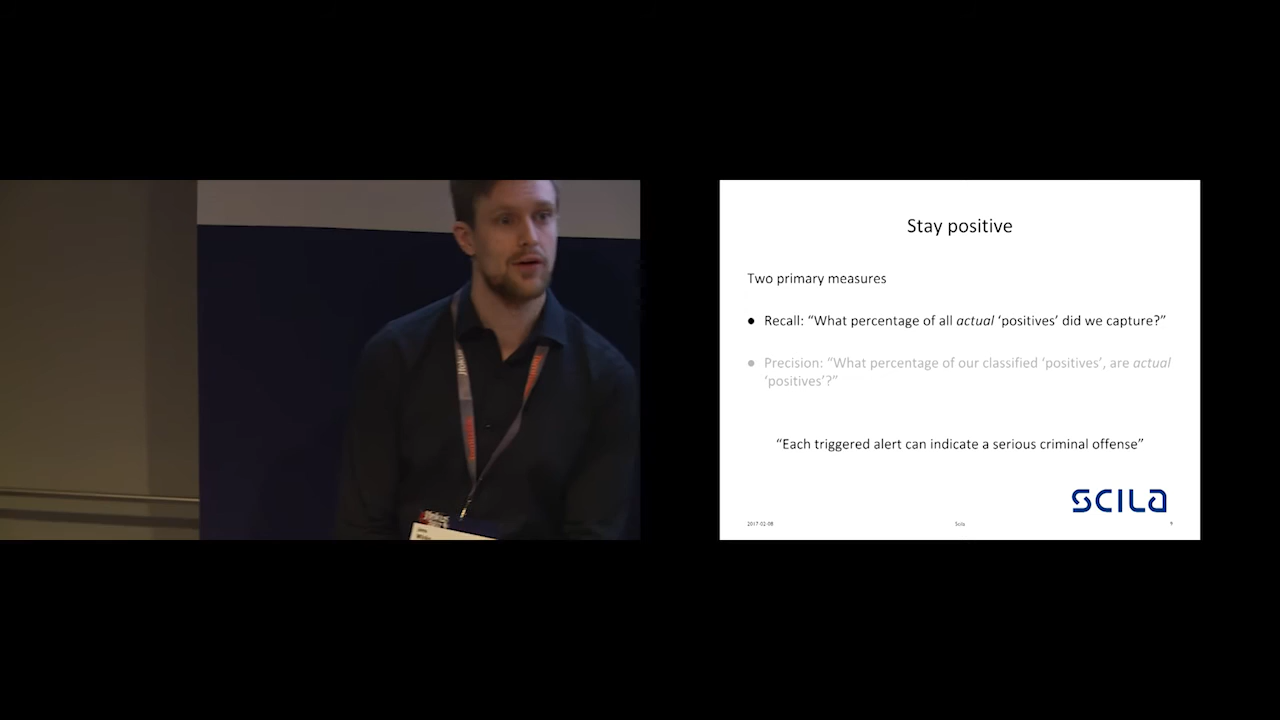 Jfokus
Stay positive
Two primary measures
● Recall: “What percentage of all actual ‘positives’ did we capture?”
● Precision: “What percentage of our classified ‘positives’, are actual
‘positives’?”
“Each triggered alert can indicate a serious criminal offense”
SCILA
2017-02-08 Scila 9